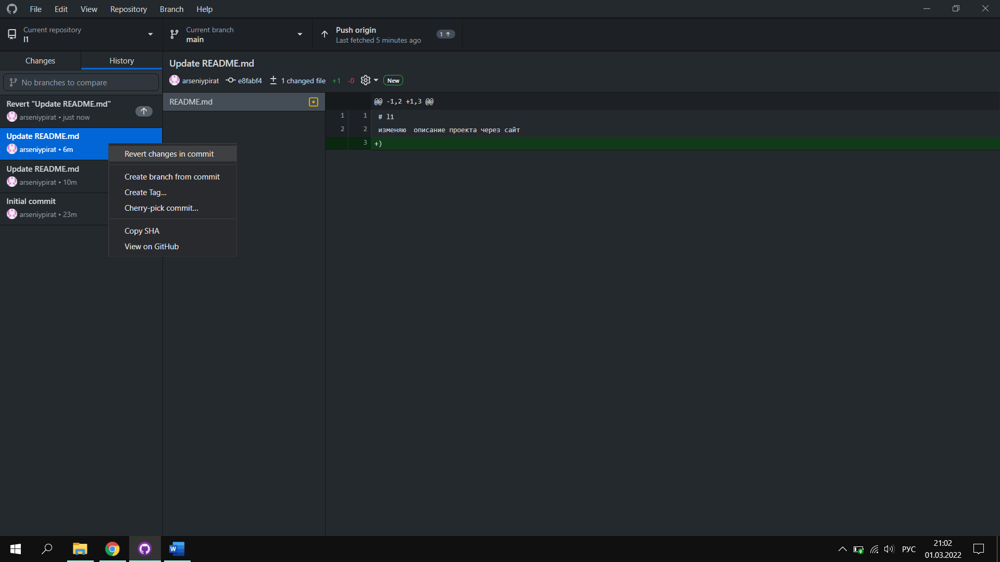 File Edit View Repository Branch Help
Current repository
l1
Current branch
main
Push origin
Last fetched 5 minutes ago
1
Changes
History
No branches to compare
Revert "Update README.md"
arseniypirat • just now
Update README.md
arseniypirat • 6m
Update README.md
arseniypirat • 10m
Initial commit
arseniypirat • 23m
Revert changes in commit
Create branch from commit
Create Tag...
Cherry-pick commit...
Copy SHA
View on GitHub
Update README.md
arseniypirat e8fabf4 1 changed file +1 -0 New
README.md
@@ -1,2 +1,3 @@
1 1 # l1
2 2 изменяю  описание проекта через сайт
3 +)
W
РУС
21:02
01.03.2022